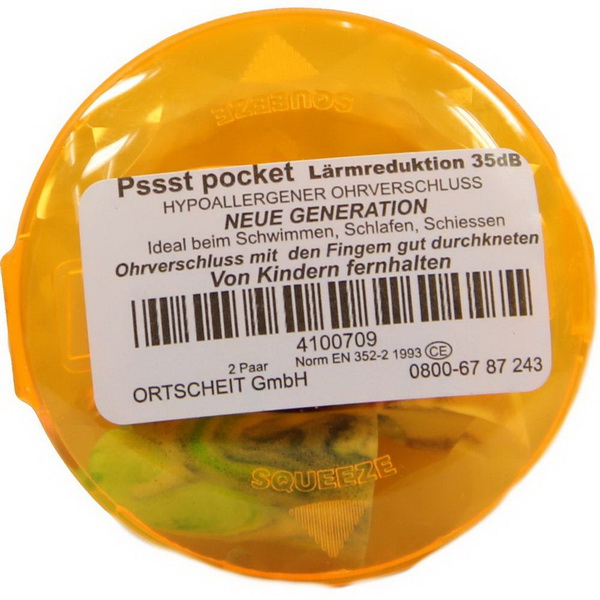 SQUEEZE
Pssst pocket Lärmreduktion 35dB
HYPOALLERGENER OHRVERSCHLUSS
NEUE GENERATION
Ideal beim Schwimmen, Schlafen, Schiessen
Ohrverschluss mit den Fingern gut durchkneten
Von Kindern fernhalten
4100709
2 Paar Norm EN 352-2 1993 CE
ORTSCHEIT GmbH 0800-67 87 243
SQUEEZE